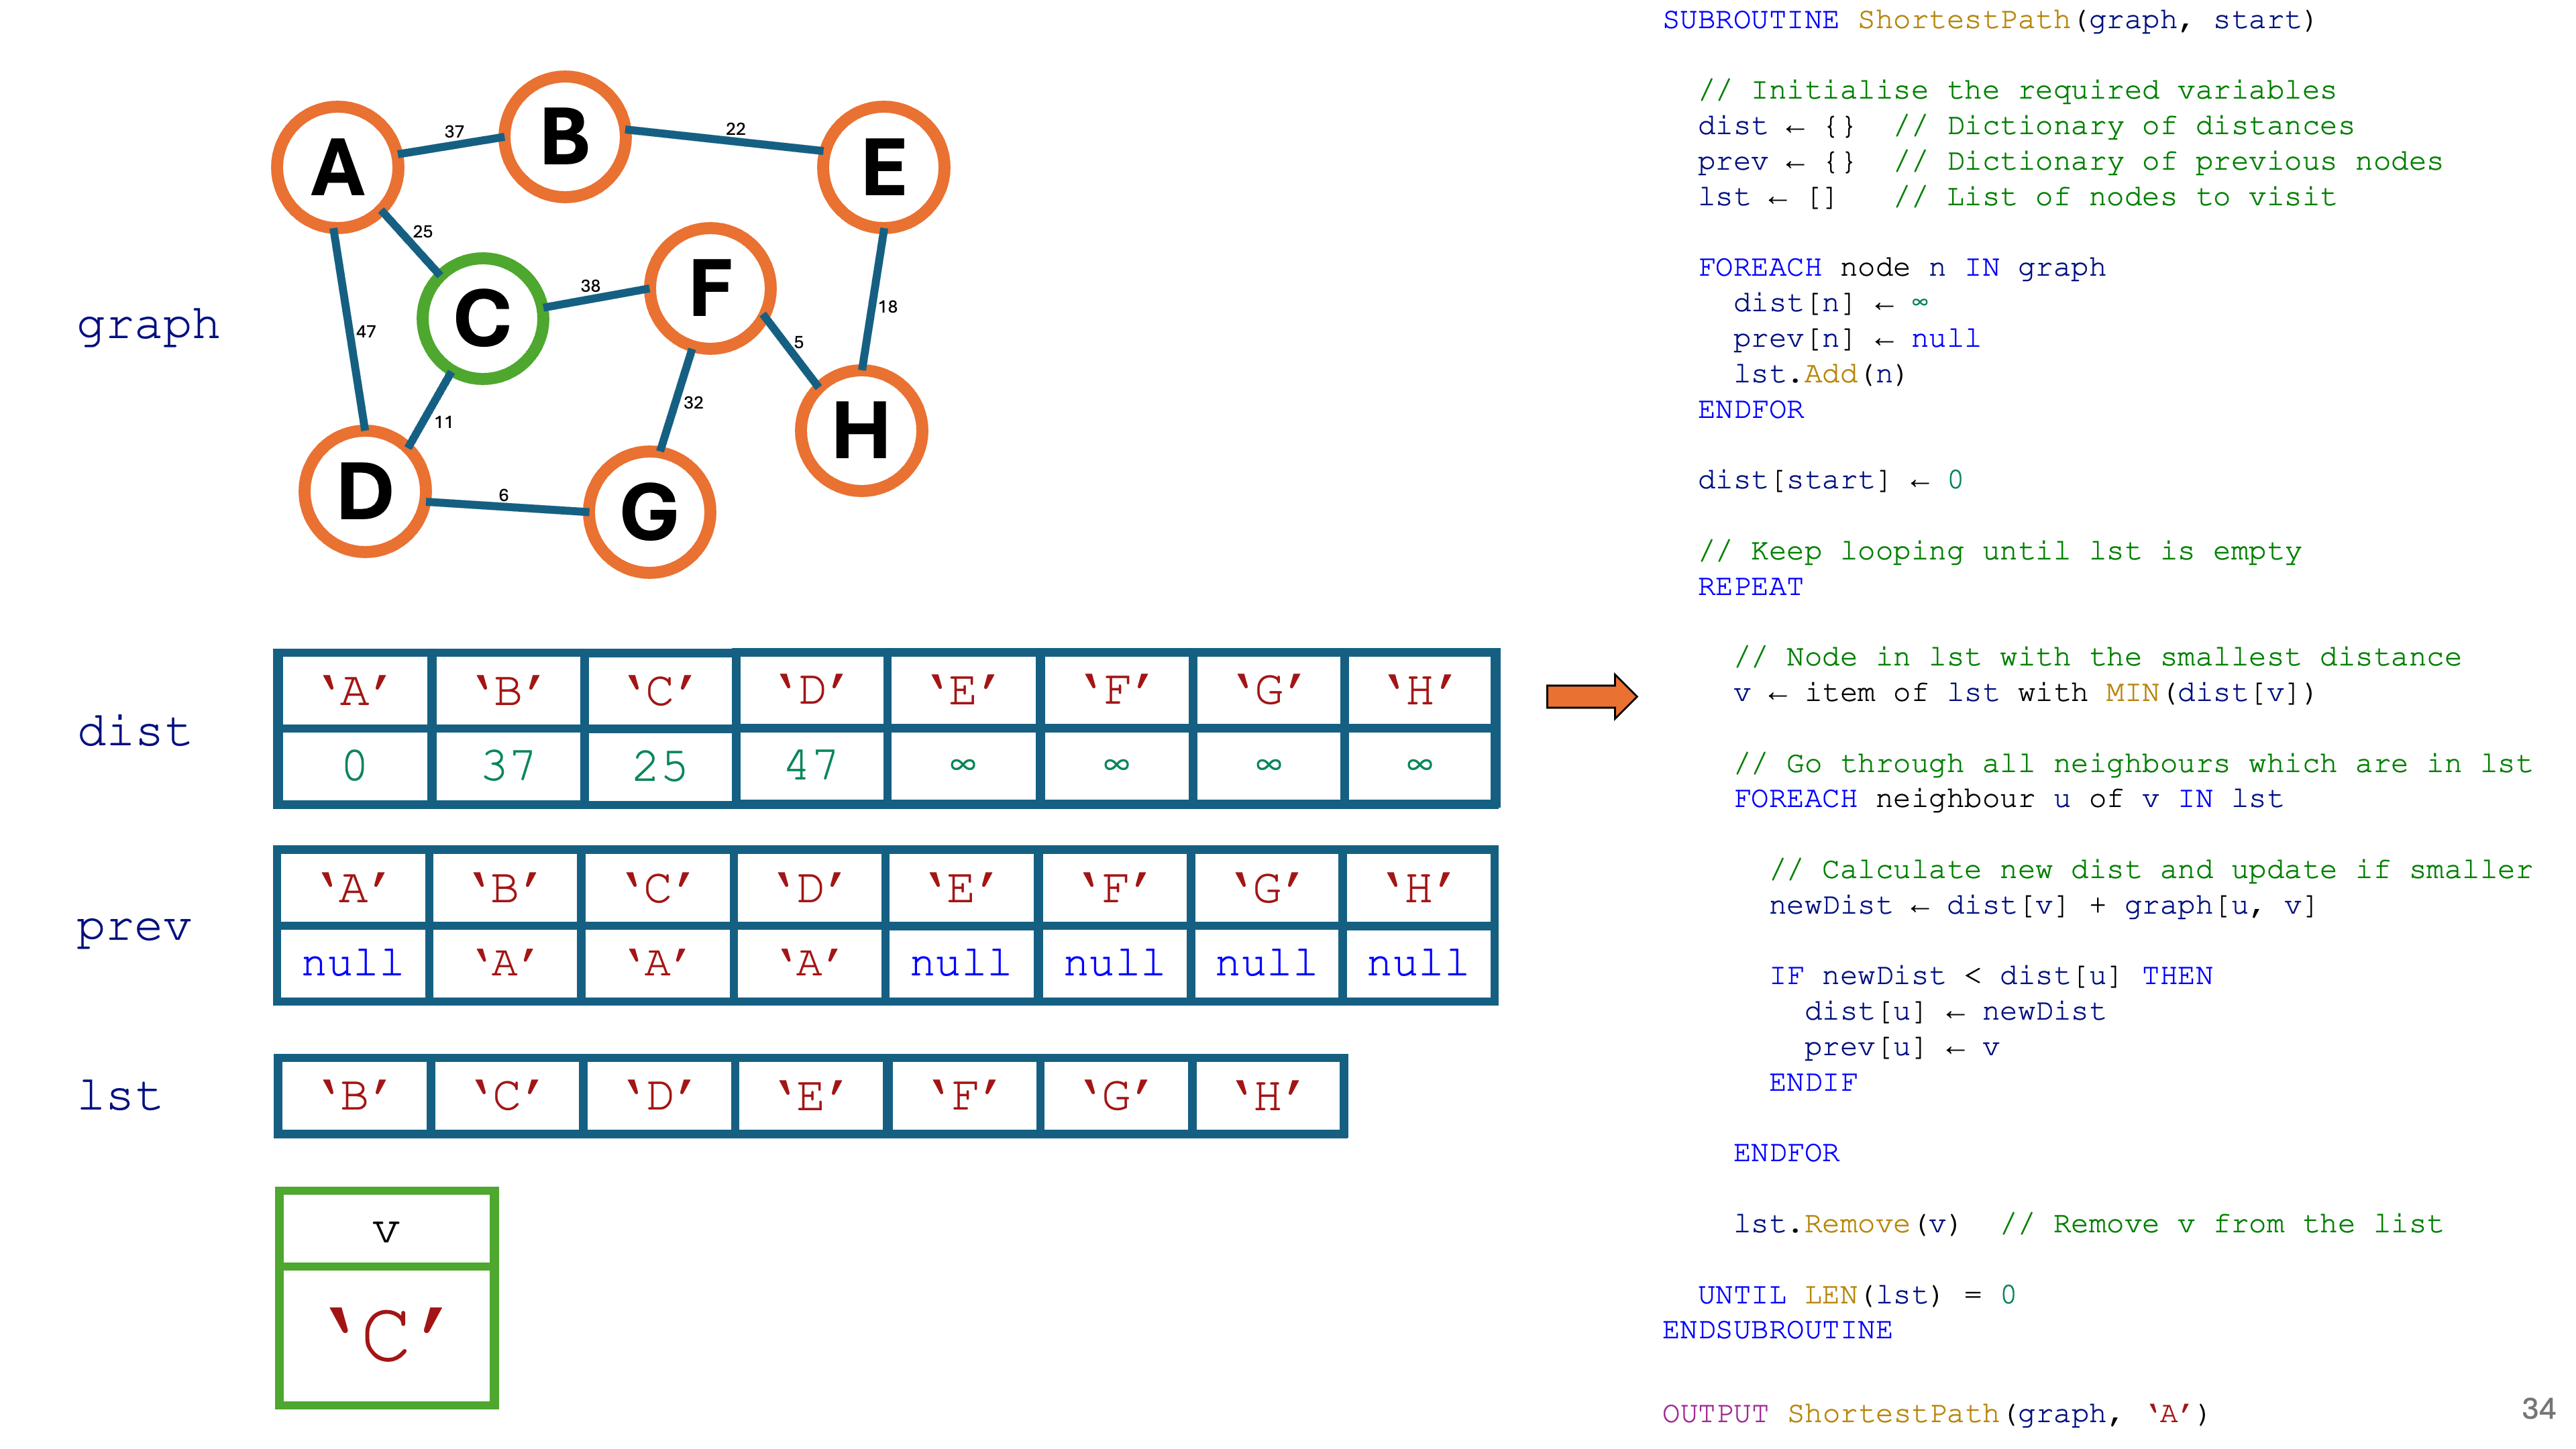 graph
A
B
E
C
F
H
D
G
37
22
25
38
18
47
5
11
32
6
dist
‘A’ ‘B’ ‘C’ ‘D’ ‘E’ ‘F’ ‘G’ ‘H’
0 37 25 47 ∞ ∞ ∞ ∞
prev
‘A’ ‘B’ ‘C’ ‘D’ ‘E’ ‘F’ ‘G’ ‘H’
null ‘A’ ‘A’ ‘A’ null null null null
lst
‘B’ ‘C’ ‘D’ ‘E’ ‘F’ ‘G’ ‘H’
v
‘C’
SUBROUTINE ShortestPath(graph, start)
// Initialise the required variables
dist ← {} // Dictionary of distances
prev ← {} // Dictionary of previous nodes
lst ← [] // List of nodes to visit
FOREACH node n IN graph
dist[n] ← ∞
prev[n] ← null
lst.Add(n)
ENDFOR
dist[start] ← 0
// Keep looping until lst is empty
REPEAT
// Node in lst with the smallest distance
v ← item of lst with MIN(dist[v])
// Go through all neighbours which are in lst
FOREACH neighbour u of v IN lst
// Calculate new dist and update if smaller
newDist ← dist[v] + graph[u, v]
IF newDist < dist[u] THEN
dist[u] ← newDist
prev[u] ← v
ENDIF
ENDFOR
lst.Remove(v) // Remove v from the list
UNTIL LEN(lst) = 0
ENDSUBROUTINE
OUTPUT ShortestPath(graph, ‘A’)
34